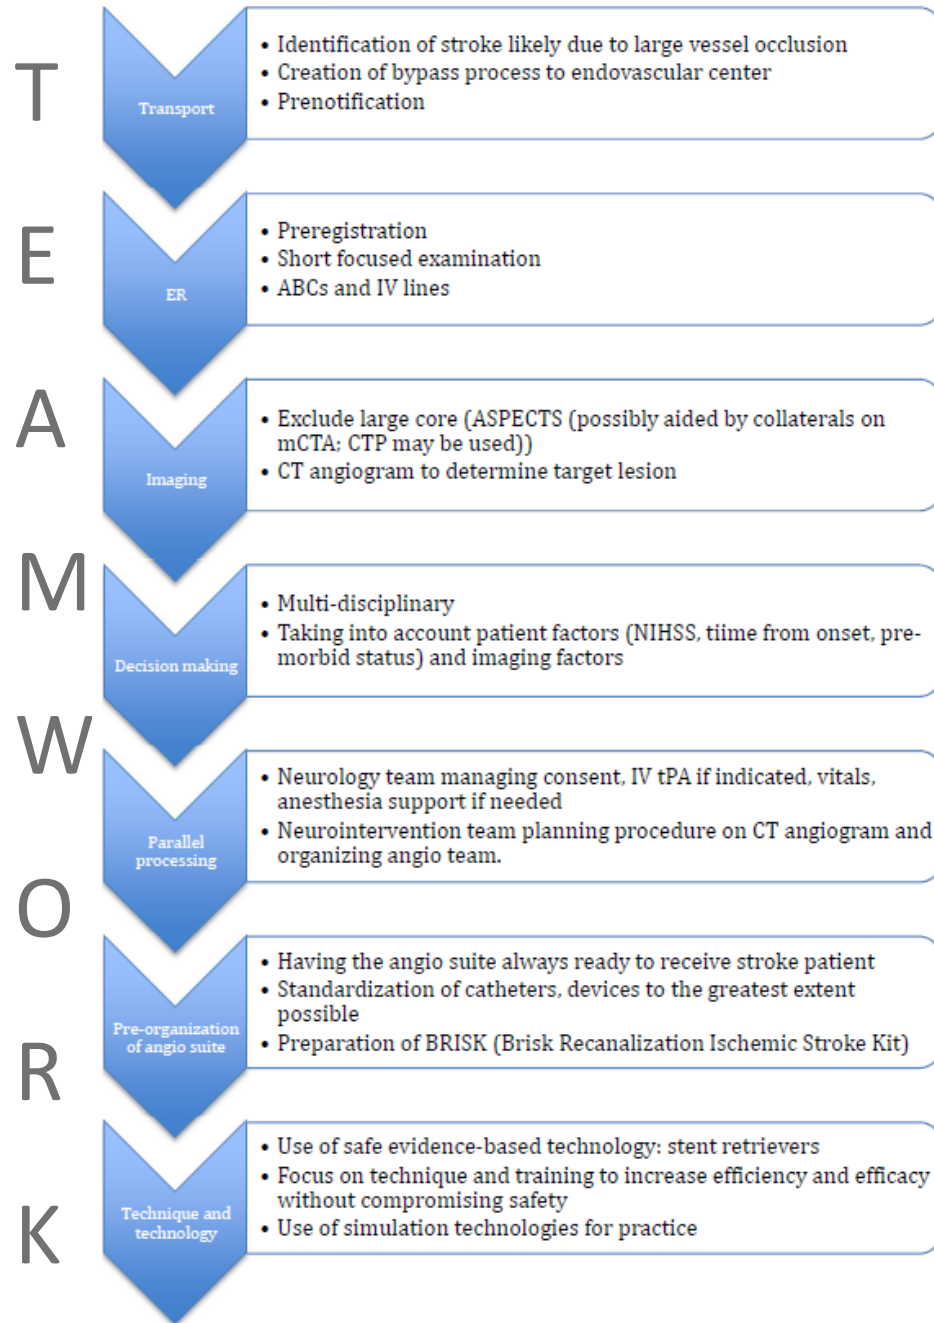 T
E
A
M
W
O
R
K
Transport
• Identification of stroke likely due to large vessel occlusion
• Creation of bypass process to endovascular center
• Prenotification
ER
• Preregistration
• Short focused examination
• ABCs and IV lines
Imaging
• Exclude large core (ASPECTS (possibly aided by collaterals on
mCTA; CTP may be used))
• CT angiogram to determine target lesion
Decision making
• Multi-disciplinary
• Taking into account patient factors (NIHSS, tiime from onset, pre-
morbid status) and imaging factors
Parallel
processing
• Neurology team managing consent, IV tPA if indicated, vitals,
anesthesia support if needed
• Neurointervention team planning procedure on CT angiogram and
organizing angio team.
Pre-organization
of angio suite
• Having the angio suite always ready to receive stroke patient
• Standardization of catheters, devices to the greatest extent
possible
• Preparation of BRISK (Brisk Recanalization Ischemic Stroke Kit)
Technique and
technology
• Use of safe evidence-based technology: stent retrievers
• Focus on technique and training to increase efficiency and efficacy
without compromising safety
• Use of simulation technologies for practice